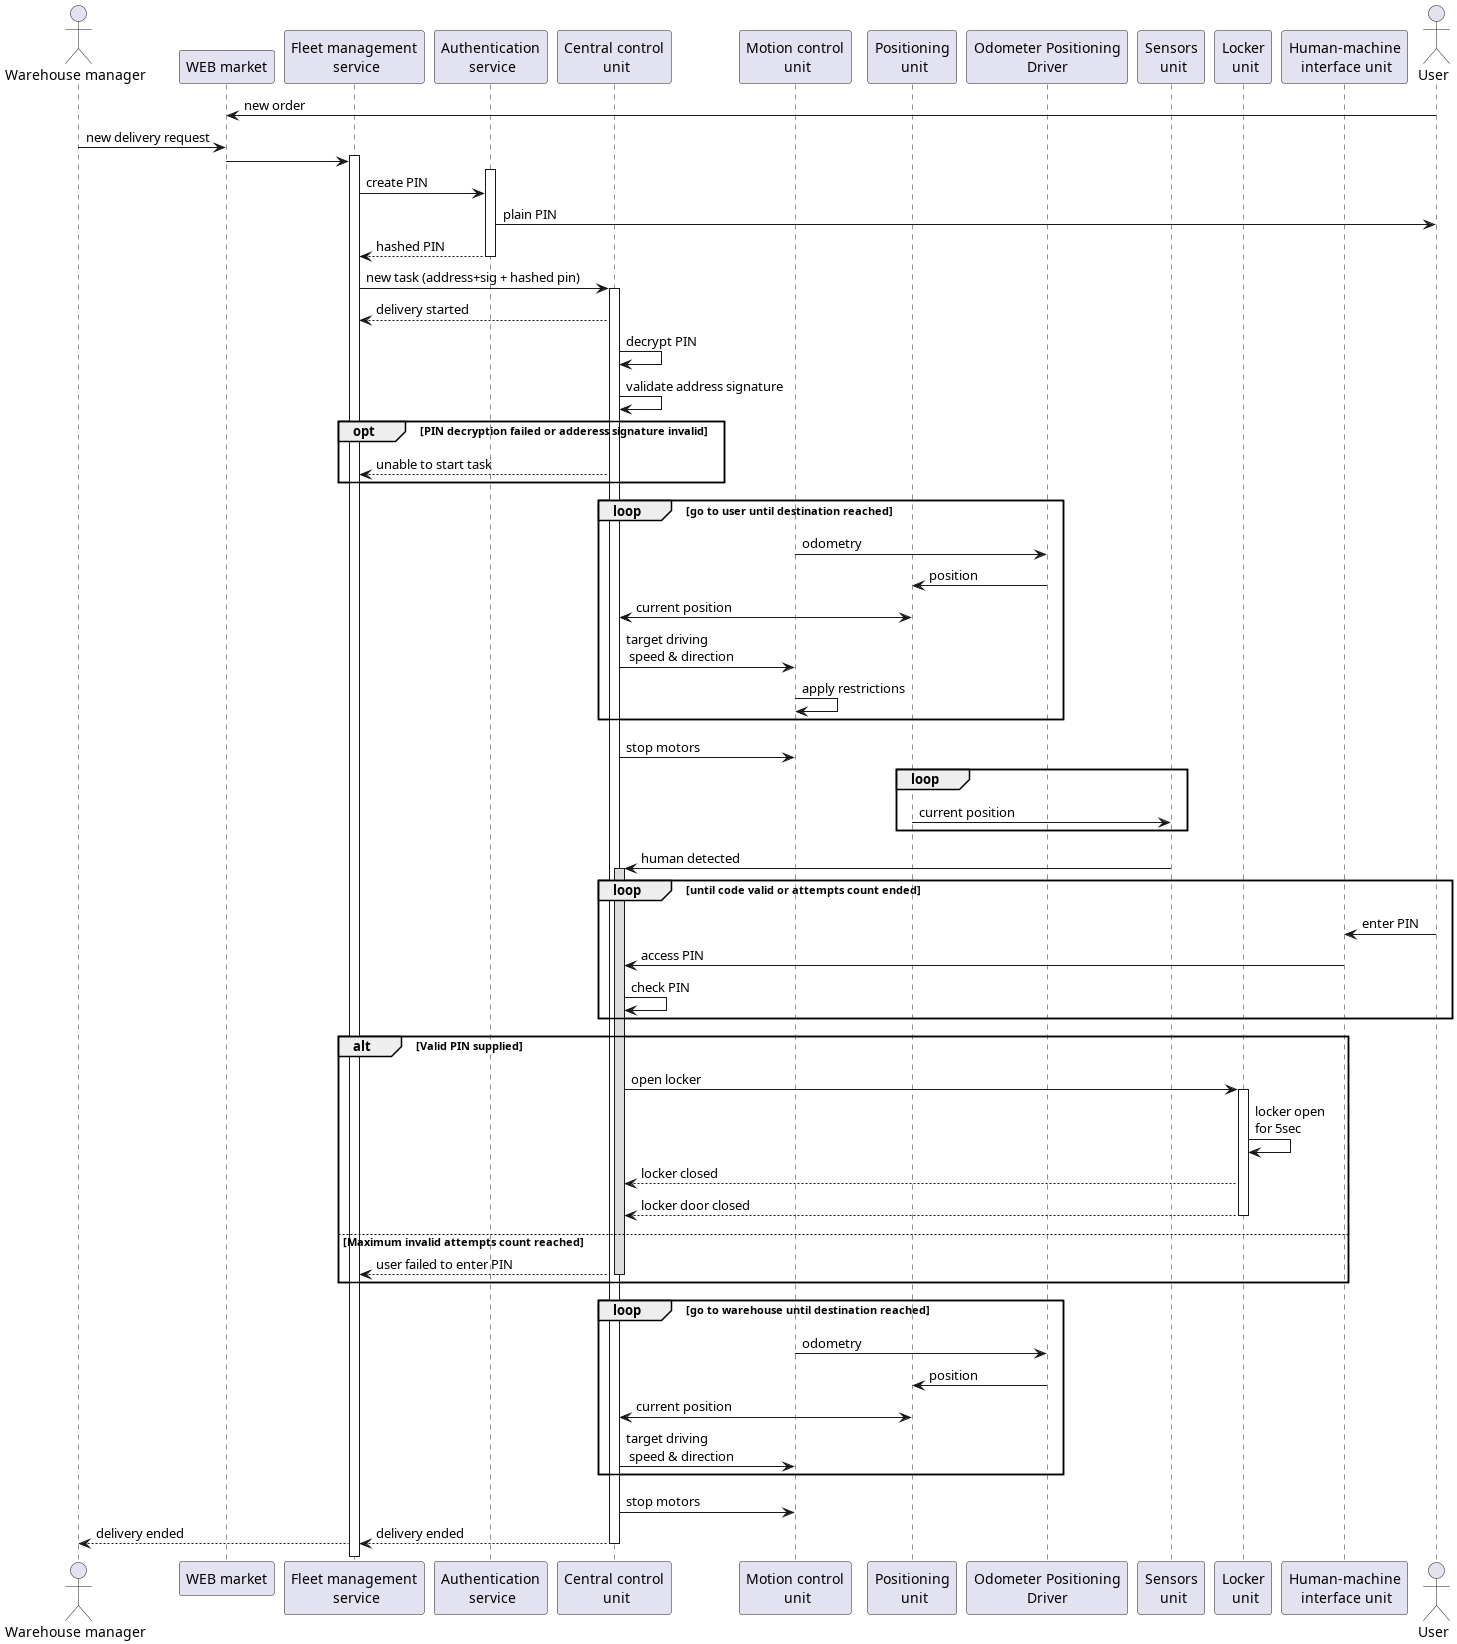 Warehouse manager
WEB market
Fleet management
service
Authentication
service
Central control
unit
Motion control
unit
Positioning
unit
Odometer Positioning
Driver
Sensors
unit
Locker
unit
Human-machine
interface unit
User
new order
new delivery request
create PIN
plain PIN
hashed PIN
new task (address+sig + hashed pin)
delivery started
decrypt PIN
validate address signature
opt [PIN decryption failed or adderess signature invalid]
unable to start task
loop [go to user until destination reached]
odometry
position
current position
target driving
speed & direction
apply restrictions
stop motors
loop
current position
human detected
loop [until code valid or attempts count ended]
enter PIN
access PIN
check PIN
alt [Valid PIN supplied]
open locker
locker open
for 5sec
locker closed
locker door closed
[Maximum invalid attempts count reached]
user failed to enter PIN
loop [go to warehouse until destination reached]
odometry
position
current position
target driving
speed & direction
stop motors
delivery ended
delivery ended
Warehouse manager
WEB market
Fleet management
service
Authentication
service
Central control
unit
Motion control
unit
Positioning
unit
Odometer Positioning
Driver
Sensors
unit
Locker
unit
Human-machine
interface unit
User